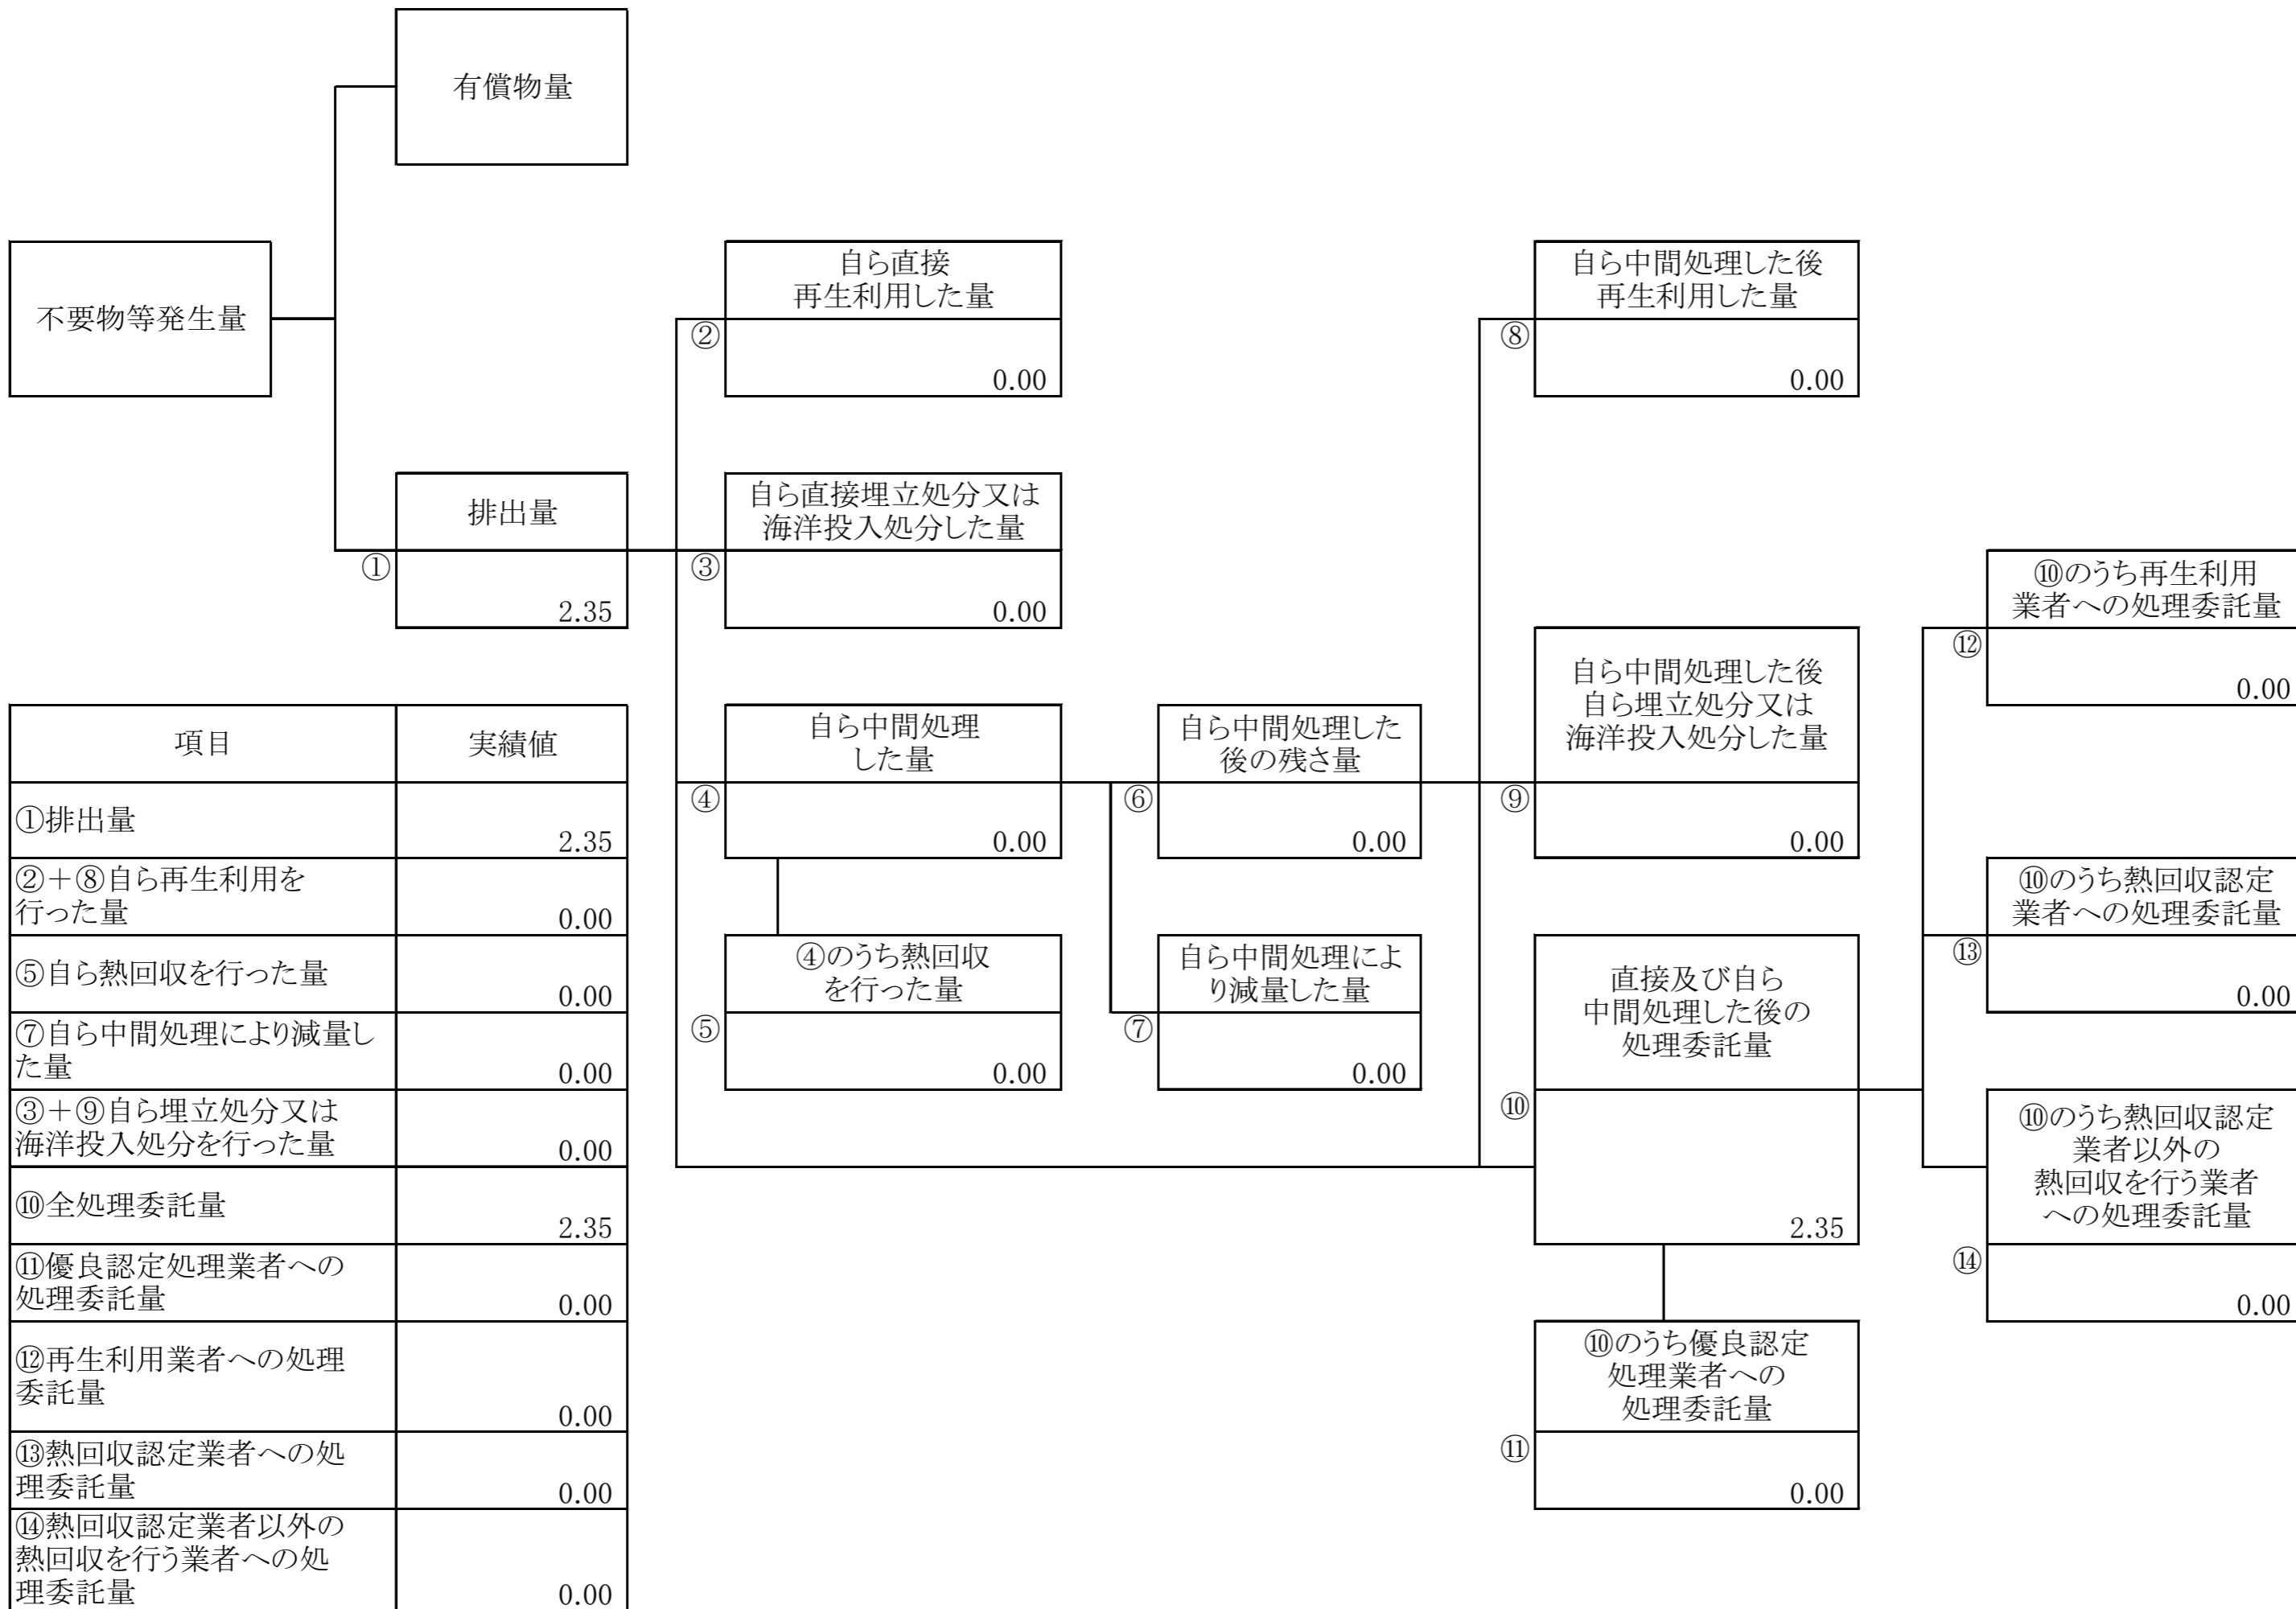 有償物量
不要物等発生量
自ら直接
再生利用した量
②
0.00
自ら中間処理した後
再生利用した量
⑧
0.00
排出量
①
2.35
自ら直接埋立処分又は
海洋投入処分した量
③
0.00
⑩のうち再生利用
業者への処理委託量
⑫
0.00
自ら中間処理
した量
④
0.00
自ら中間処理した
後の残さ量
⑥
0.00
自ら中間処理した後
自ら埋立処分又は
海洋投入処分した量
⑨
0.00
⑩のうち熱回収認定
業者への処理委託量
⑬
0.00
④のうち熱回収
を行った量
⑤
0.00
自ら中間処理によ
り減量した量
⑦
0.00
直接及び自ら
中間処理した後の
処理委託量
⑩
2.35
⑩のうち熱回収認定
業者以外の
熱回収を行う業者
への処理委託量
⑭
0.00
⑩のうち優良認定
処理業者への
処理委託量
⑪
0.00
項目 実績値
①排出量
2.35
②＋⑧自ら再生利用を
行った量
0.00
⑤自ら熱回収を行った量
0.00
⑦自ら中間処理により減量し
た量
0.00
③＋⑨自ら埋立処分又は
海洋投入処分を行った量
0.00
⑩全処理委託量
2.35
⑪優良認定処理業者への
処理委託量
0.00
⑫再生利用業者への処理
委託量
0.00
⑬熱回収認定業者への処
理委託量
0.00
⑭熱回収認定業者以外の
熱回収を行う業者への処
理委託量
0.00